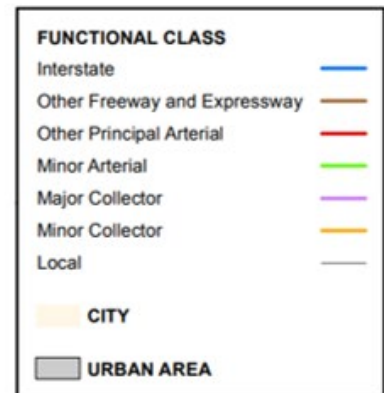 FUNCTIONAL CLASS
Interstate
Other Freeway and Expressway
Other Principal Arterial
Minor Arterial
Major Collector
Minor Collector
Local
CITY
URBAN AREA